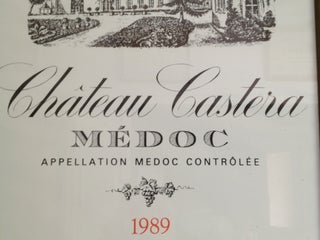 Château Castera
MÉDOC
APPELLATION MEDOC CONTRÔLÉE
1989